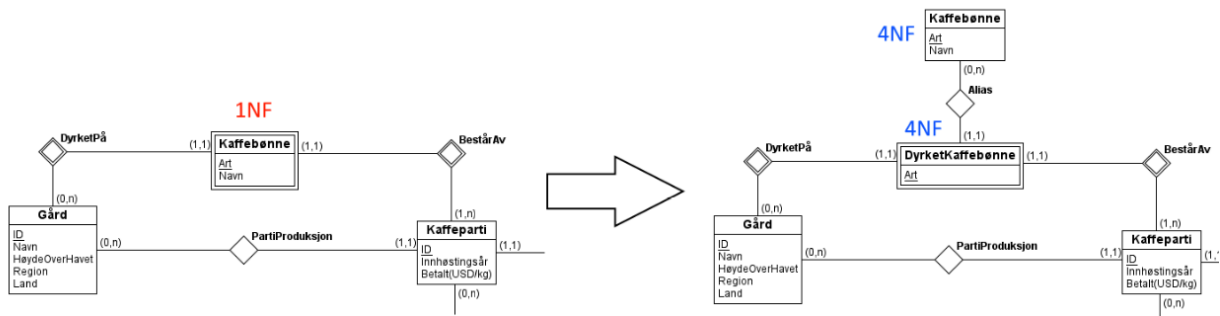 1NF
DyrketPå
(1,1)
Kaffebønne
Art
Navn
(1,1)
BestårAv
(0,n)
(1,n)
Gård
ID
Navn
HøydeOverHavet
Region
Land
(0,n)
PartiProduksjon
(1,1)
Kaffeparti
ID
Innhøstingsår
Betalt(USD/kg)
(1,1)
(0,n)
4NF
Kaffebønne
Art
Navn
(0,n)
Alias
4NF
(1,1)
DyrketPå
(1,1)
DyrketKaffebønne
Art
(1,1)
BestårAv
(0,n)
(1,n)
Gård
ID
Navn
HøydeOverHavet
Region
Land
(0,n)
PartiProduksjon
(1,1)
Kaffeparti
ID
Innhøstingsår
Betalt(USD/kg)
(1,1
(0,n)